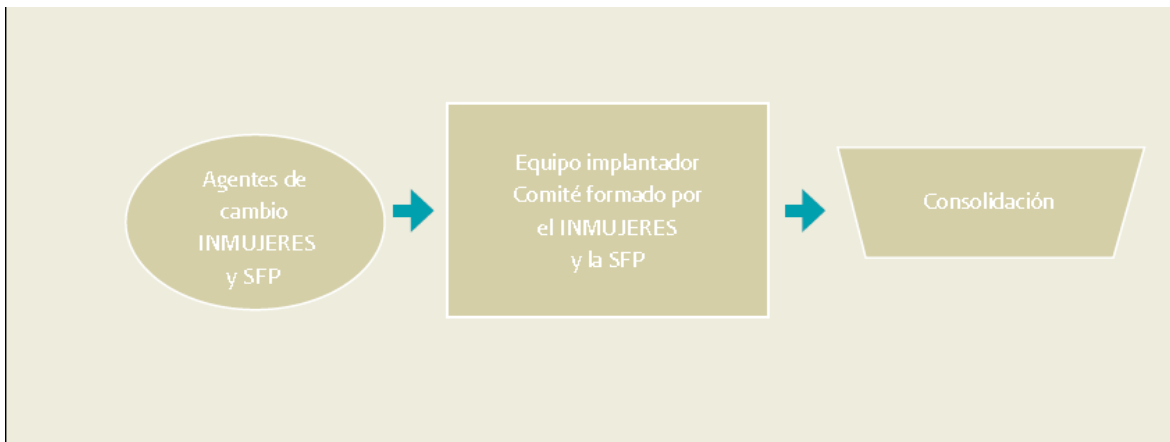 Agentes de
cambio
INMUJERES
y SFP
Equipo implantador
Comité formado por
el INMUJERES
y la SFP
Consolidación